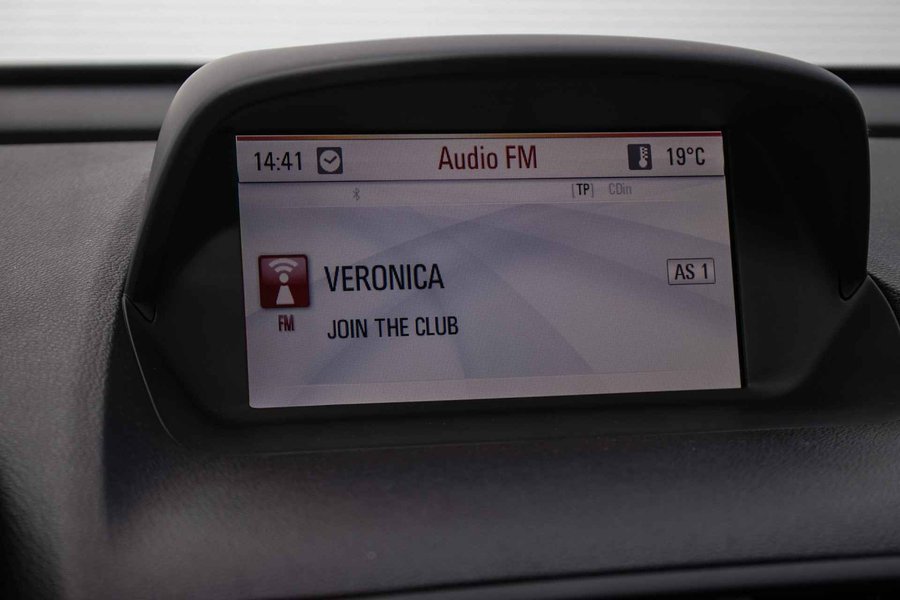 14:41 Audio FM 19°C
[TP] CDin
VERONICA AS 1
FM JOIN THE CLUB